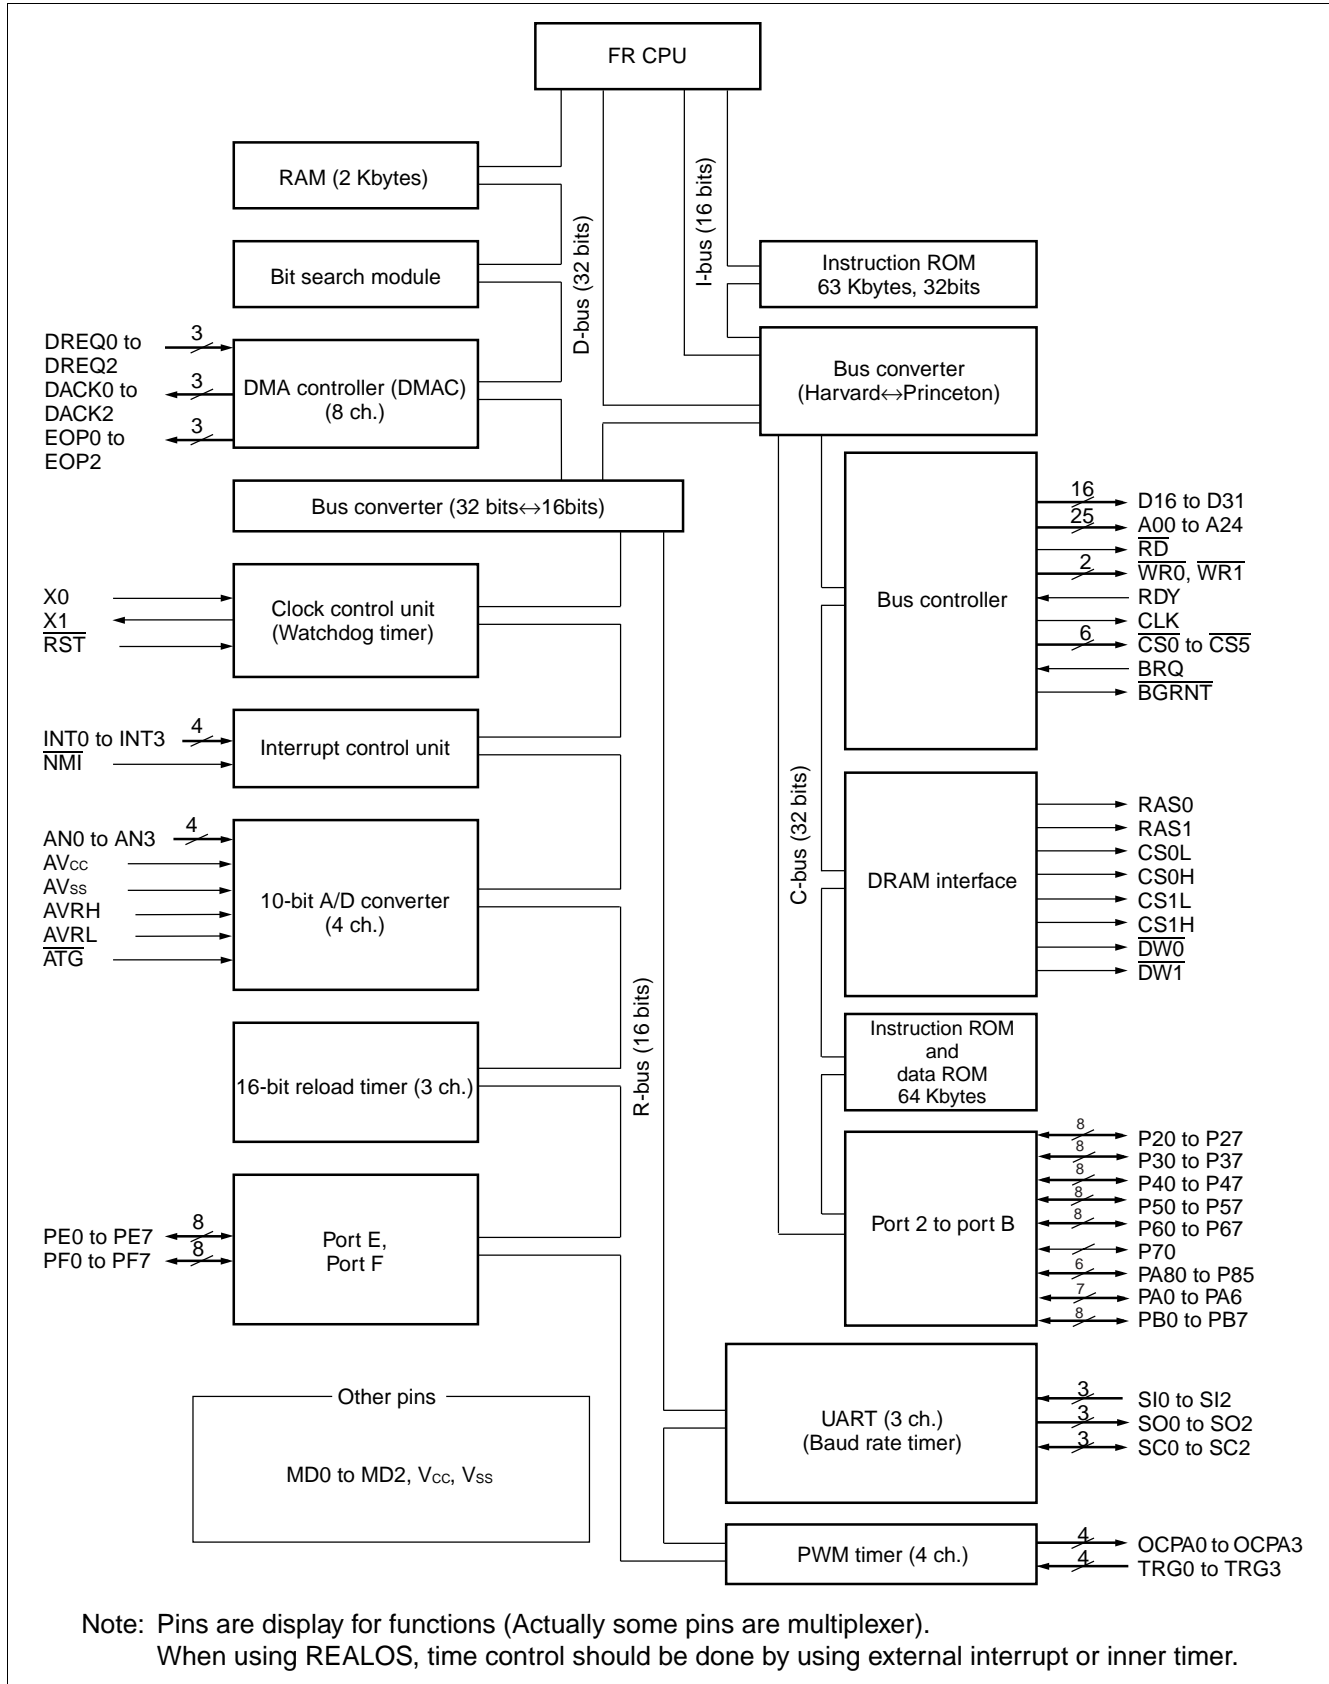 FR CPU
RAM (2 Kbytes)
Bit search module
D-bus (32 bits)
I-bus (16 bits)
Instruction ROM
63 Kbytes, 32bits
DREQ0 to
DREQ2
DACK0 to
DACK2
EOP0 to
EOP2
3
3
3
DMA controller (DMAC)
(8 ch.)
Bus converter
(Harvard↔Princeton)
Bus converter (32 bits↔16bits)
X0
X1
RST
Clock control unit
(Watchdog timer)
Bus controller
16
25
2
6
D16 to D31
A00 to A24
RD
WR0, WR1
RDY
CLK
CS0 to CS5
BRQ
BGRNT
INT0 to INT3
NMI
4
Interrupt control unit
C-bus (32 bits)
AN0 to AN3
AVCC
AVSS
AVRH
AVRL
ATG
4
10-bit A/D converter
(4 ch.)
DRAM interface
RAS0
RAS1
CS0L
CS0H
CS1L
CS1H
DW0
DW1
R-bus (16 bits)
16-bit reload timer (3 ch.)
Instruction ROM
and
data ROM
64 Kbytes
PE0 to PE7
PF0 to PF7
8
8
Port E,
Port F
Port 2 to port B
8
8
8
8
8
6
7
8
P20 to P27
P30 to P37
P40 to P47
P50 to P57
P60 to P67
P70
PA80 to P85
PA0 to PA6
PB0 to PB7
Other pins
MD0 to MD2, VCC, VSS
UART (3 ch.)
(Baud rate timer)
3
3
3
SI0 to SI2
SO0 to SO2
SC0 to SC2
PWM timer (4 ch.)
4
4
OCPA0 to OCPA3
TRG0 to TRG3
Note: Pins are display for functions (Actually some pins are multiplexer).
When using REALOS, time control should be done by using external interrupt or inner timer.